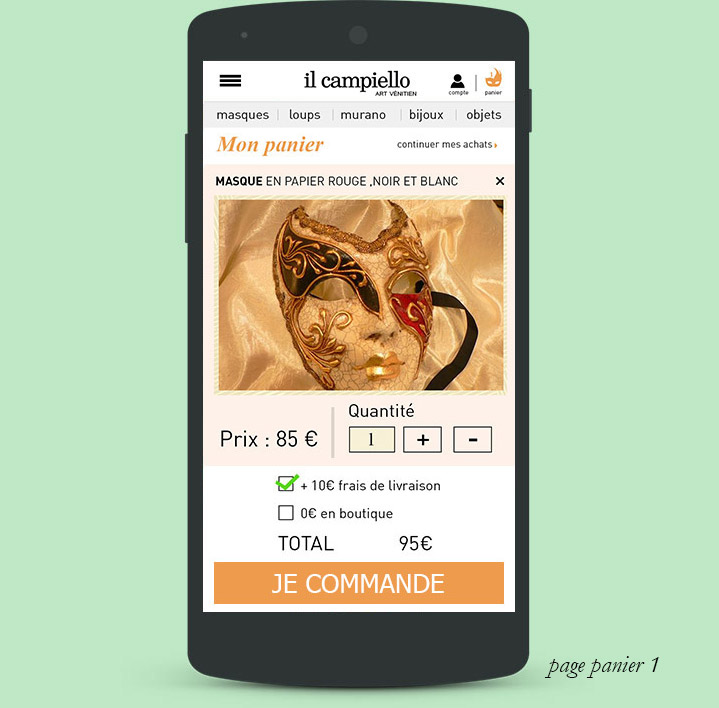 il campiello
ART VÉNITIEN
compte
panier
masques loups murano bijoux objets
Mon panier
continuer mes achats ›
MASQUE EN PAPIER ROUGE ,NOIR ET BLANC ×
Quantité
Prix : 85 € 1 + -
+ 10€ frais de livraison
0€ en boutique
TOTAL 95€
JE COMMANDE
page panier 1